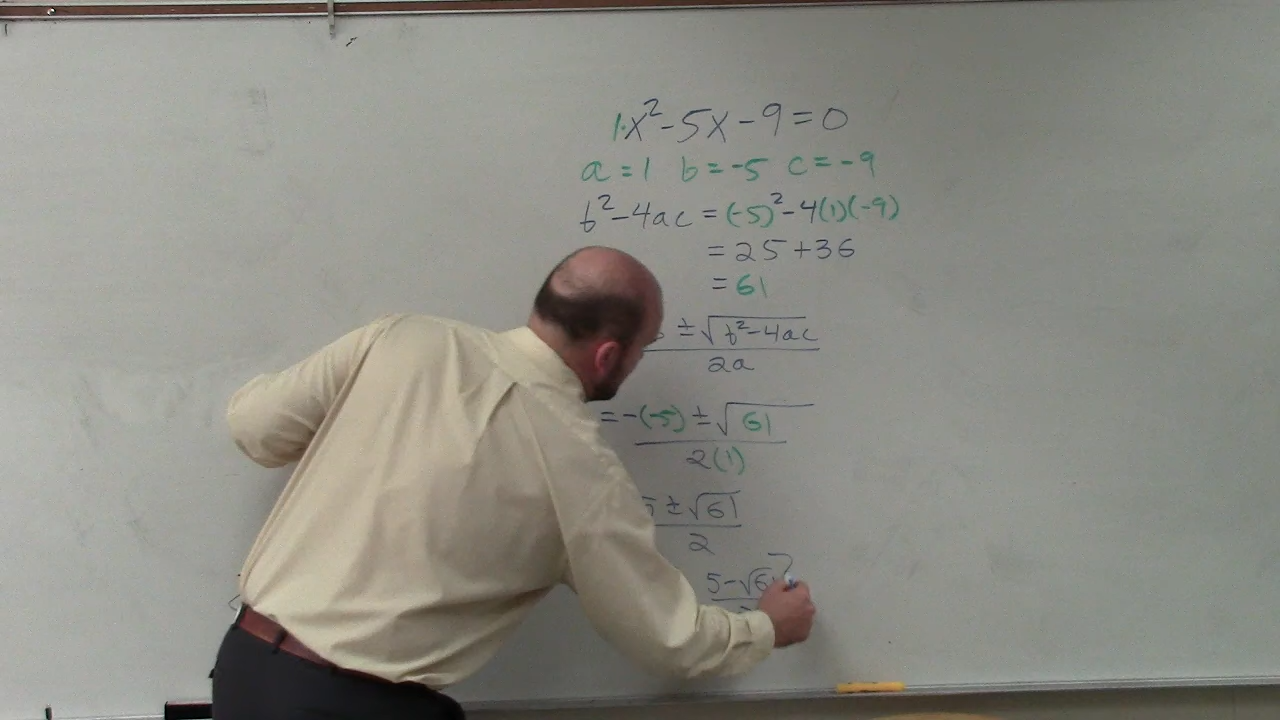 1·x²-5x-9=0
a=1 b=-5 c=-9
b²-4ac=(-5)²-4(1)(-9)
=25+36
=61
±√b²-4ac
2a
=-(-5)±√61
2(1)
5±√61
2
5-√61